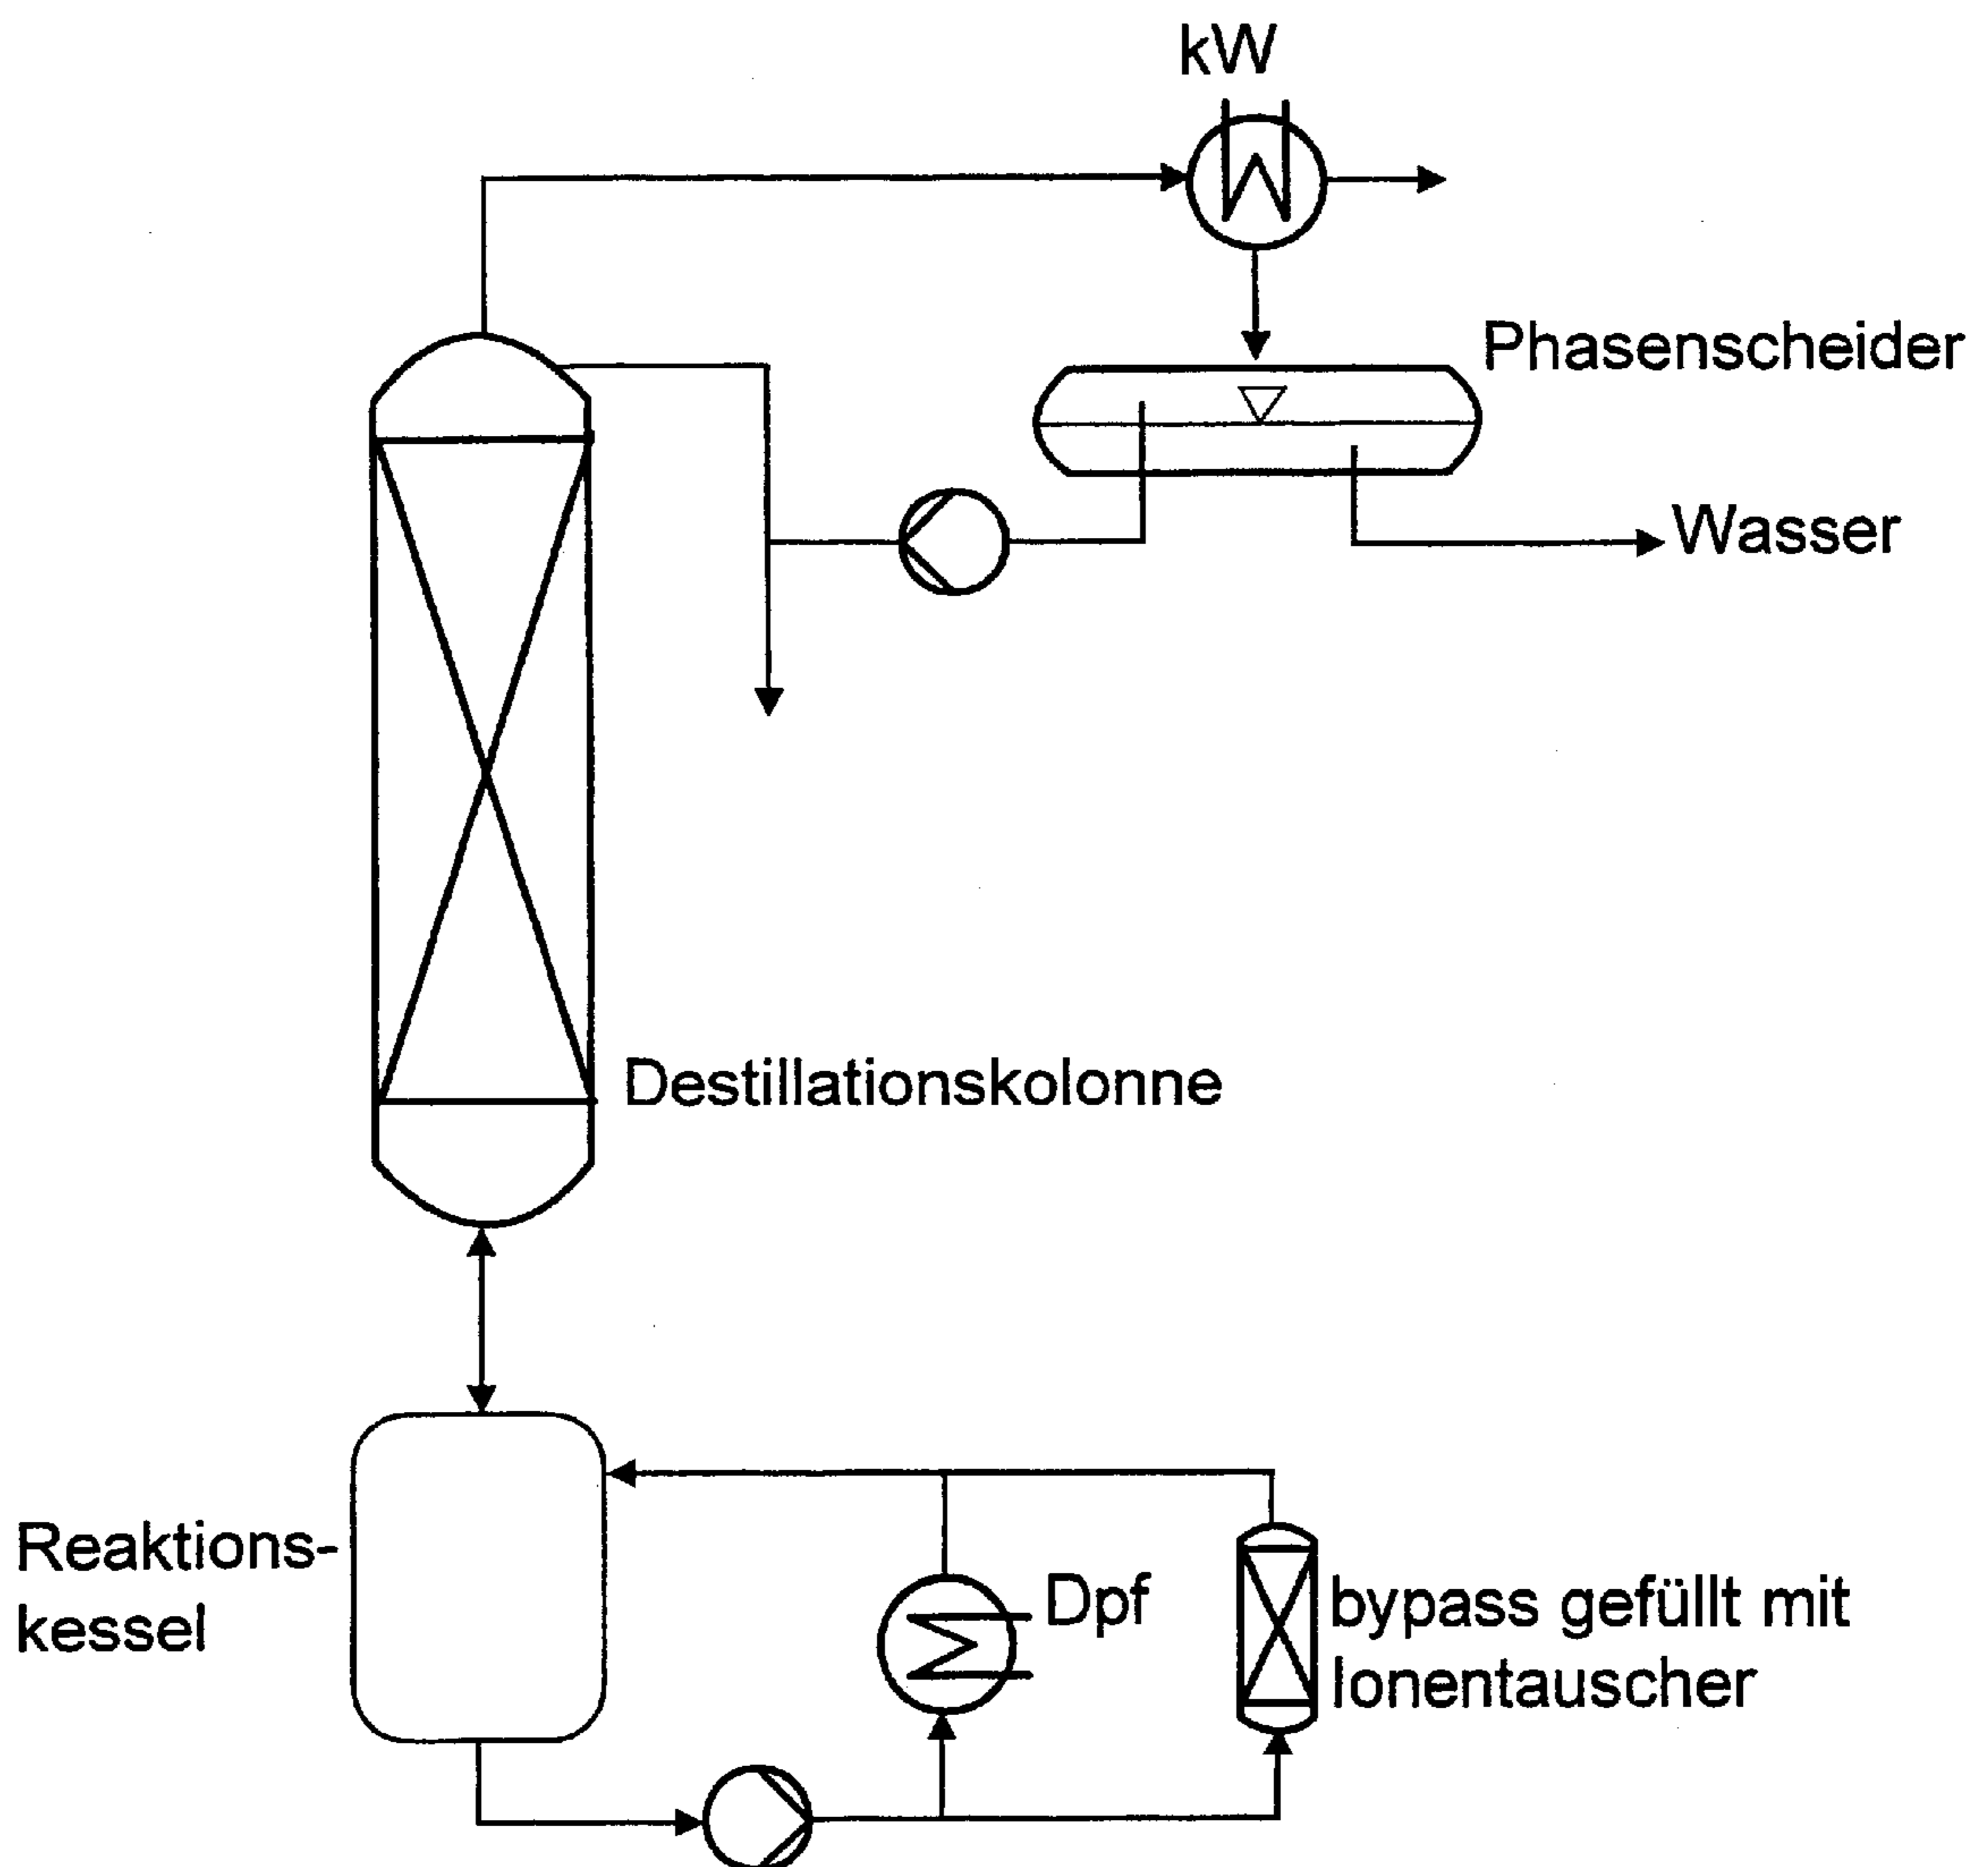 kW
Phasenscheider
Wasser
Destillationskolonne
Reaktions-
kessel
Dpf
bypass gefüllt mit
Ionentauscher